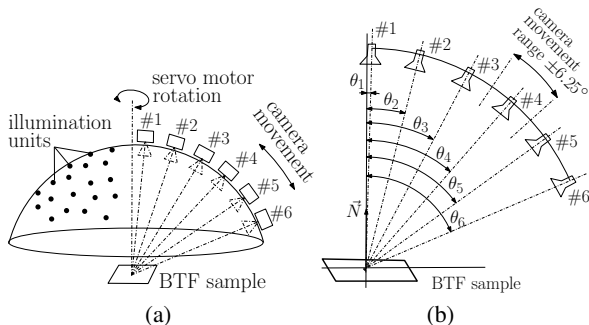 servo motor
rotation
illumination
units
camera
movement
#1
#2
#3
#4
#5
#6
BTF sample
(a)
#1
#2
#3
#4
#5
#6
camera
movement
range ±6.25°
θ1
θ2
θ3
θ4
θ5
θ6
N⃗
BTF sample
(b)